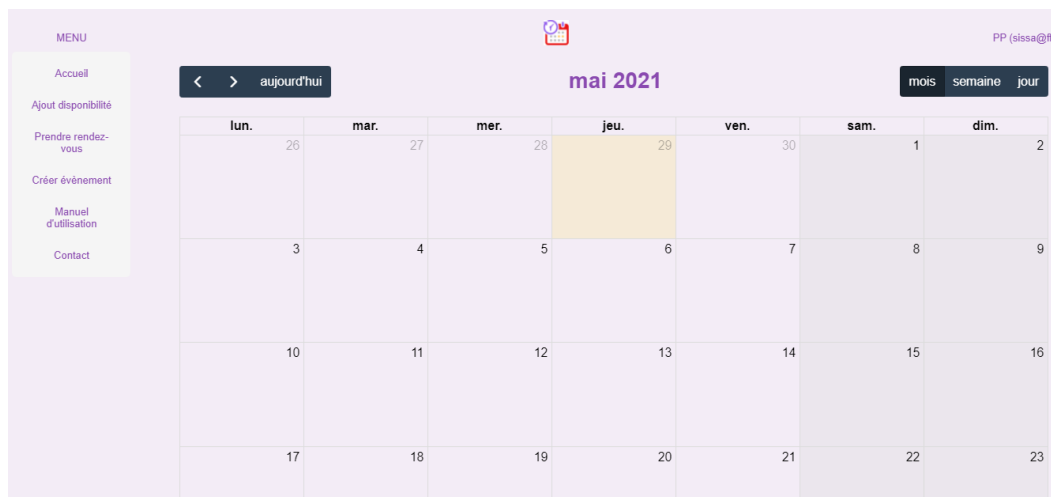 MENU
PP (sissa@ff
Accueil
Ajout disponibilité
Prendre rendez-
vous
Créer évènement
Manuel
d'utilisation
Contact
aujourd'hui
mai 2021
mois semaine jour
lun. mar. mer. jeu. ven. sam. dim.
26 27 28 29 30 1 2
3 4 5 6 7 8 9
10 11 12 13 14 15 16
17 18 19 20 21 22 23